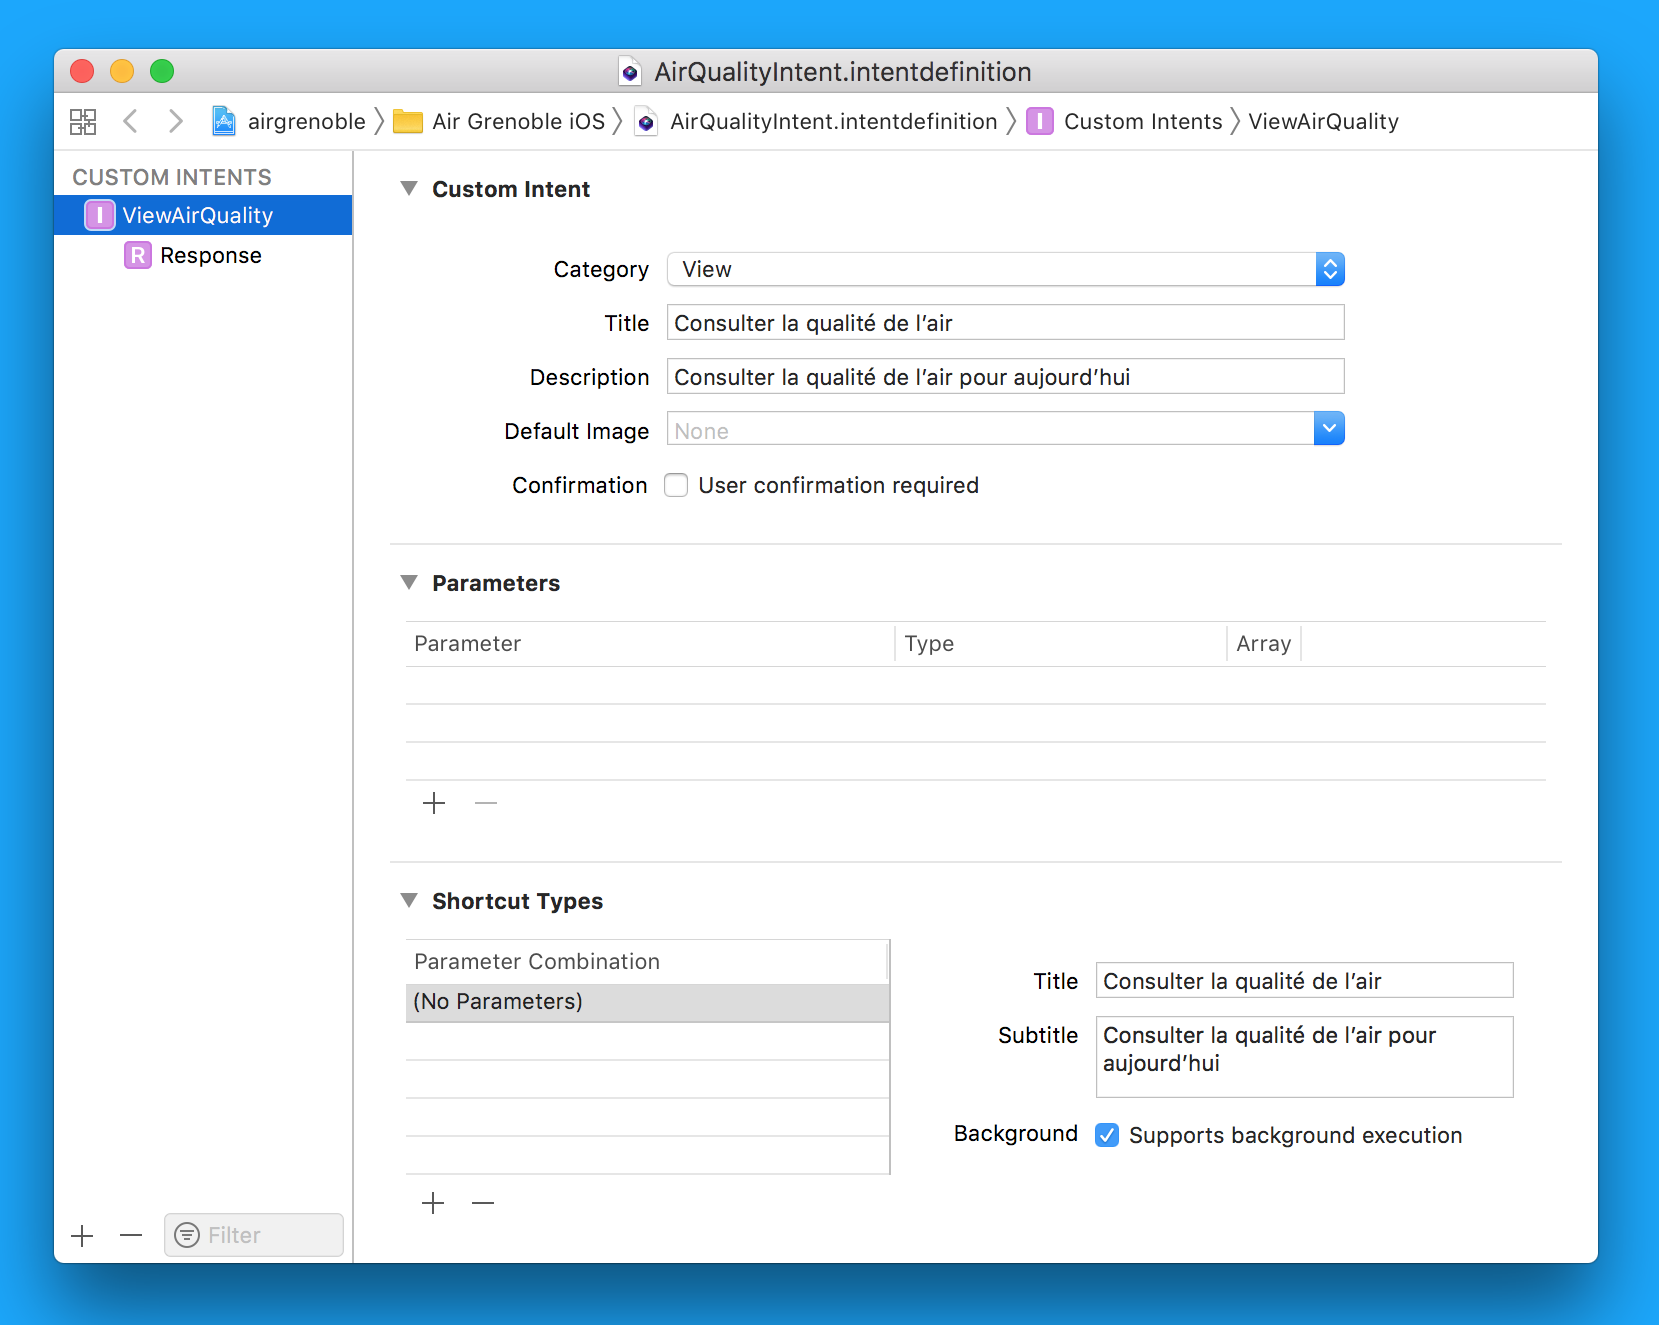 AirQualityIntent.intentdefinition
airgrenoble Air Grenoble iOS AirQualityIntent.intentdefinition I Custom Intents ViewAirQuality
CUSTOM INTENTS
I ViewAirQuality
R Response
Custom Intent
Category View
Title Consulter la qualité de l’air
Description Consulter la qualité de l’air pour aujourd’hui
Default Image None
Confirmation User confirmation required
Parameters
Parameter Type Array
Shortcut Types
Parameter Combination
(No Parameters)
Title Consulter la qualité de l’air
Subtitle Consulter la qualité de l’air pour
aujourd’hui
Background Supports background execution
Filter